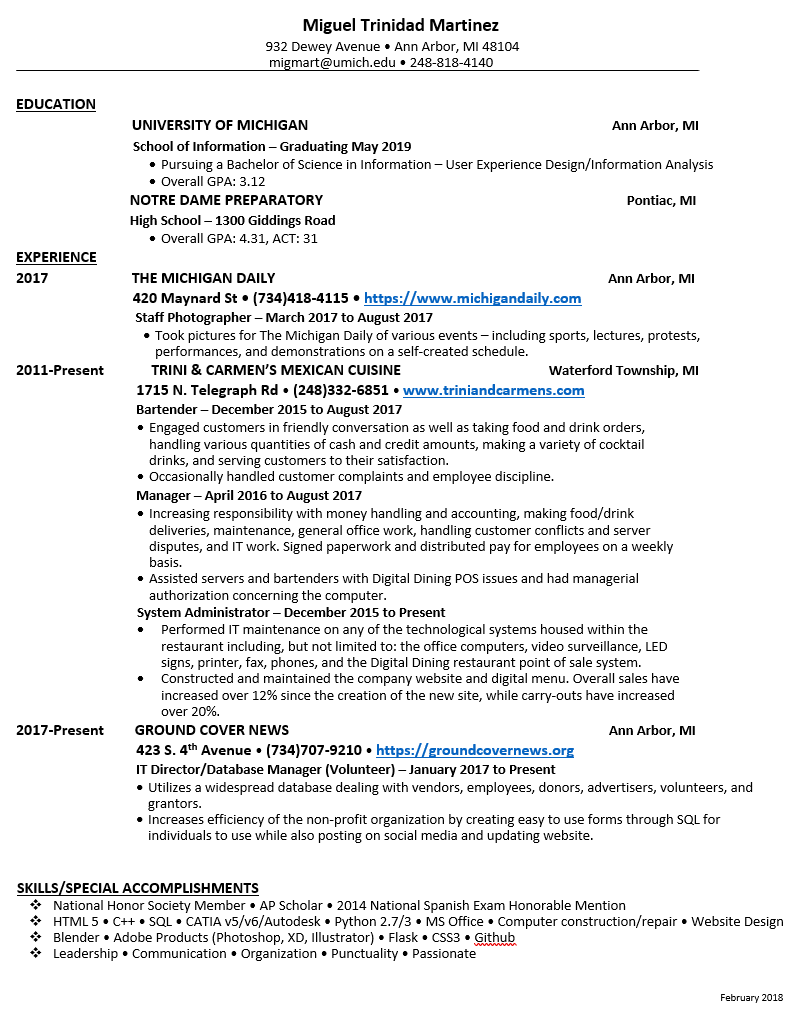 Miguel Trinidad Martinez
932 Dewey Avenue • Ann Arbor, MI 48104
migmart@umich.edu • 248-818-4140
EDUCATION
UNIVERSITY OF MICHIGAN Ann Arbor, MI
School of Information – Graduating May 2019
• Pursuing a Bachelor of Science in Information – User Experience Design/Information Analysis
• Overall GPA: 3.12
NOTRE DAME PREPARATORY Pontiac, MI
High School – 1300 Giddings Road
• Overall GPA: 4.31, ACT: 31
EXPERIENCE
2017 THE MICHIGAN DAILY Ann Arbor, MI
420 Maynard St • (734)418-4115 • https://www.michigandaily.com
Staff Photographer – March 2017 to August 2017
• Took pictures for The Michigan Daily of various events – including sports, lectures, protests,
performances, and demonstrations on a self-created schedule.
2011-Present TRINI & CARMEN'S MEXICAN CUISINE Waterford Township, MI
1715 N. Telegraph Rd • (248)332-6851 • www.triniandcarmens.com
Bartender – December 2015 to August 2017
• Engaged customers in friendly conversation as well as taking food and drink orders,
handling various quantities of cash and credit amounts, making a variety of cocktail
drinks, and serving customers to their satisfaction.
• Occasionally handled customer complaints and employee discipline.
Manager – April 2016 to August 2017
• Increasing responsibility with money handling and accounting, making food/drink
deliveries, maintenance, general office work, handling customer conflicts and server
disputes, and IT work. Signed paperwork and distributed pay for employees on a weekly
basis.
• Assisted servers and bartenders with Digital Dining POS issues and had managerial
authorization concerning the computer.
System Administrator – December 2015 to Present
• Performed IT maintenance on any of the technological systems housed within the
restaurant including, but not limited to: the office computers, video surveillance, LED
signs, printer, fax, phones, and the Digital Dining restaurant point of sale system.
• Constructed and maintained the company website and digital menu. Overall sales have
increased over 12% since the creation of the new site, while carry-outs have increased
over 20%.
2017-Present GROUND COVER NEWS Ann Arbor, MI
423 S. 4th Avenue • (734)707-9210 • https://groundcovernews.org
IT Director/Database Manager (Volunteer) – January 2017 to Present
• Utilizes a widespread database dealing with vendors, employees, donors, advertisers, volunteers, and
grantors.
• Increases efficiency of the non-profit organization by creating easy to use forms through SQL for
individuals to use while also posting on social media and updating website.
SKILLS/SPECIAL ACCOMPLISHMENTS
❖ National Honor Society Member • AP Scholar • 2014 National Spanish Exam Honorable Mention
❖ HTML 5 • C++ • SQL • CATIA v5/v6/Autodesk • Python 2.7/3 • MS Office • Computer construction/repair • Website Design
❖ Blender • Adobe Products (Photoshop, XD, Illustrator) • Flask • CSS3 • Github
❖ Leadership • Communication • Organization • Punctuality • Passionate
February 2018